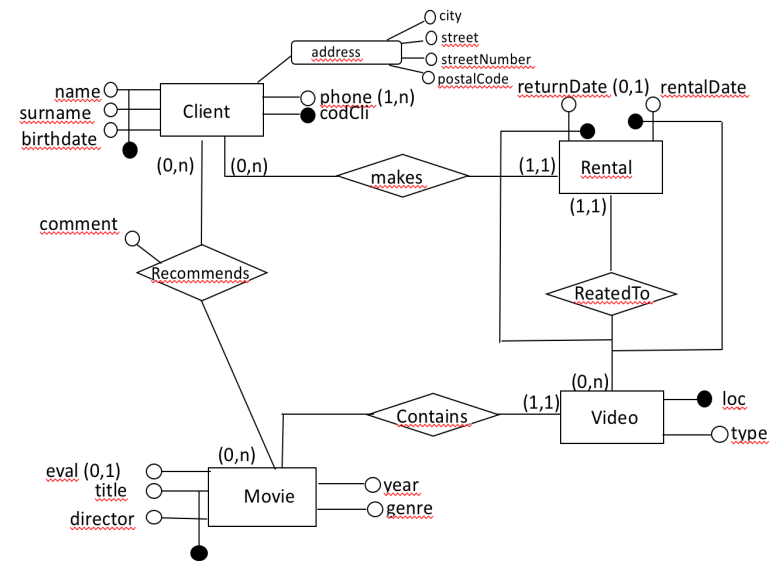 city
address
street
streetNumber
postalCode
returnDate (0,1) rentalDate
name
surname
birthdate
Client
phone (1,n)
codCli
(0,n) (0,n)
makes
(1,1)
Rental
(1,1)
comment
Recommends
ReatedTo
(0,n)
(1,1)
Contains
Video
loc
type
(0,n)
eval (0,1)
title
director
Movie
year
genre